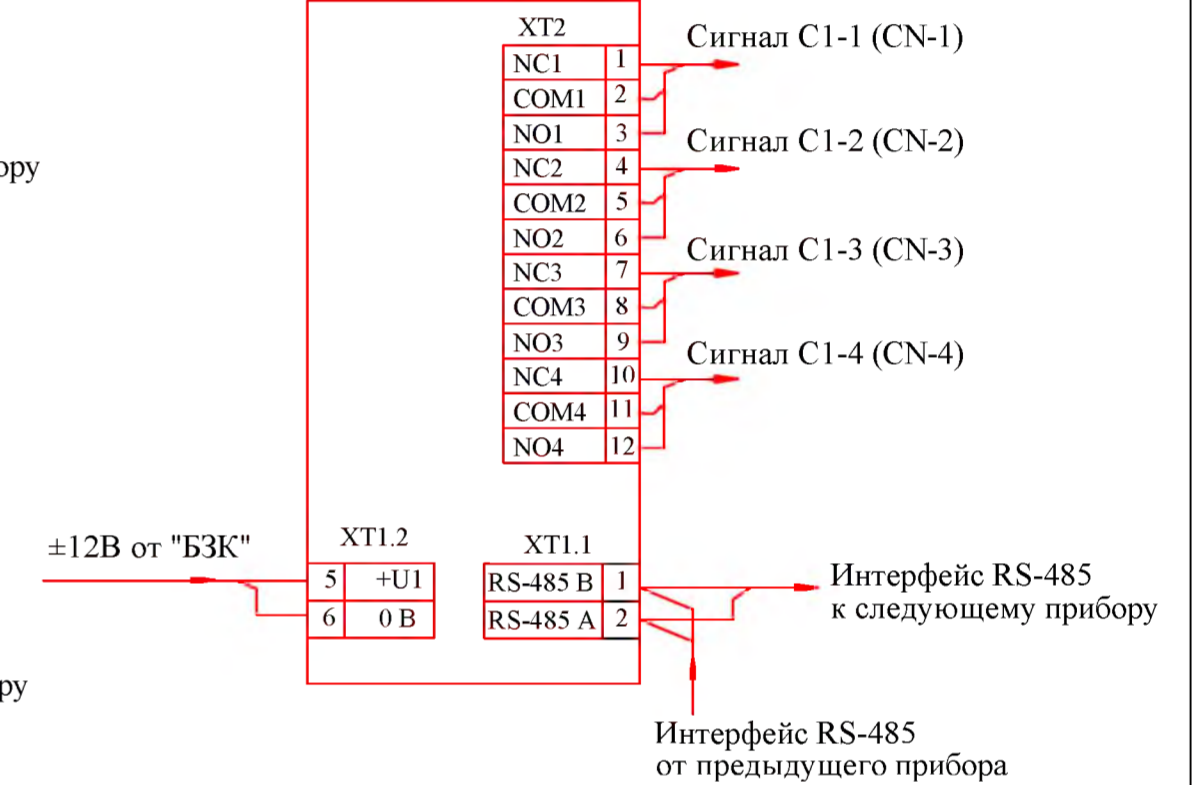 XT2
Сигнал С1-1 (CN-1)
NC1 1
COM1 2
NO1 3
Сигнал С1-2 (CN-2)
NC2 4
COM2 5
NO2 6
Сигнал С1-3 (CN-3)
NC3 7
COM3 8
NO3 9
Сигнал С1-4 (CN-4)
NC4 10
COM4 11
NO4 12
ору
±12В от "БЗК"
XT1.2
5 +U1
6 0 В
XT1.1
RS-485 B 1
RS-485 A 2
Интерфейс RS-485
к следующему прибору
ру
Интерфейс RS-485
от предыдущего прибора